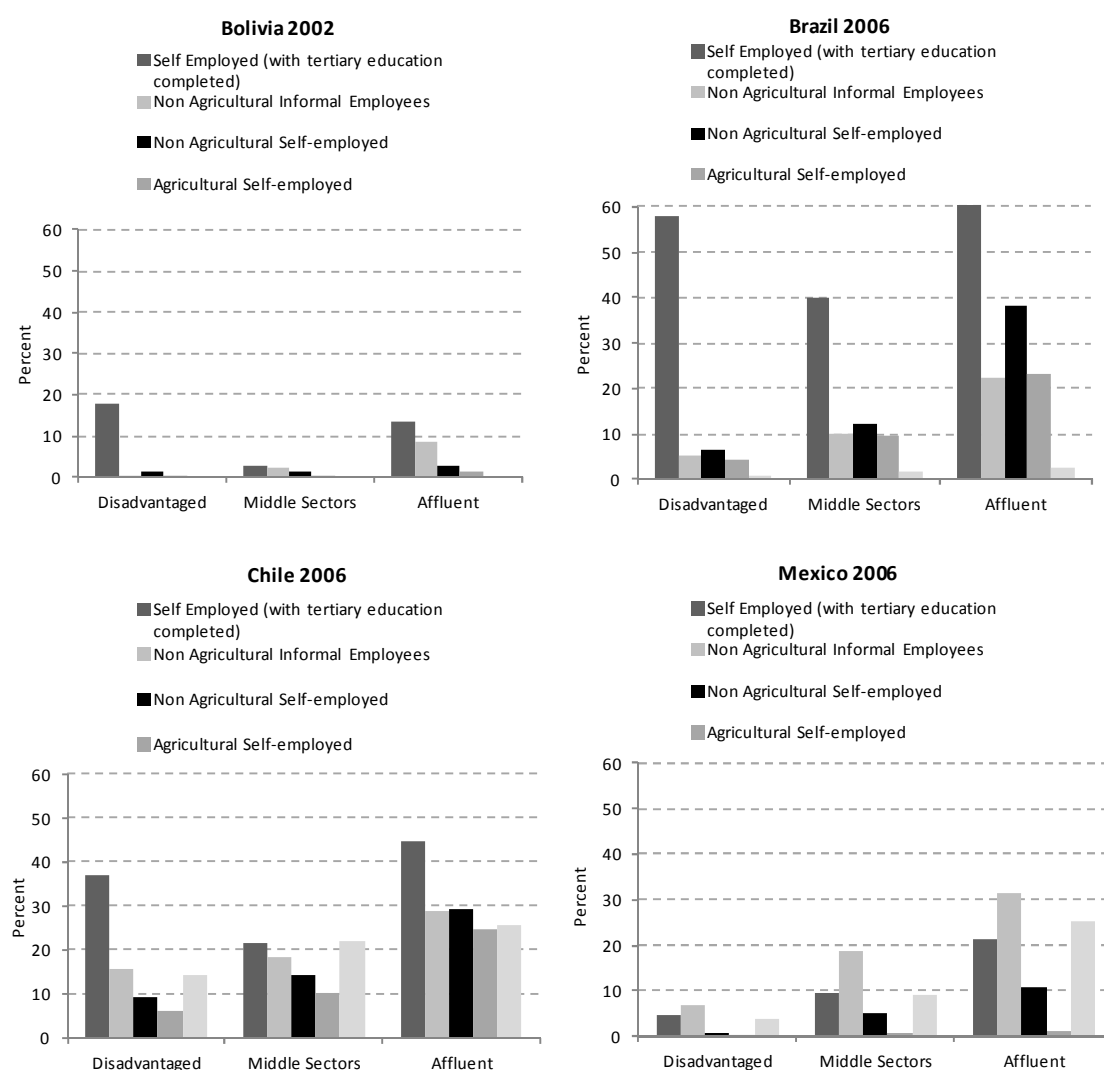 Bolivia 2002
Self Employed (with tertiary education
completed)
Non Agricultural Informal Employees
Non Agricultural Self-employed
Agricultural Self-employed
60
50
40
30
20
10
0
Percent
Disadvantaged
Middle Sectors
Affluent
Brazil 2006
Self Employed (with tertiary education
completed)
Non Agricultural Informal Employees
Non Agricultural Self-employed
Agricultural Self-employed
60
50
40
30
20
10
0
Percent
Disadvantaged
Middle Sectors
Affluent
Chile 2006
Self Employed (with tertiary education
completed)
Non Agricultural Informal Employees
Non Agricultural Self-employed
Agricultural Self-employed
60
50
40
30
20
10
0
Percent
Disadvantaged
Middle Sectors
Affluent
Mexico 2006
Self Employed (with tertiary education
completed)
Non Agricultural Informal Employees
Non Agricultural Self-employed
Agricultural Self-employed
60
50
40
30
20
10
0
Percent
Disadvantaged
Middle Sectors
Affluent